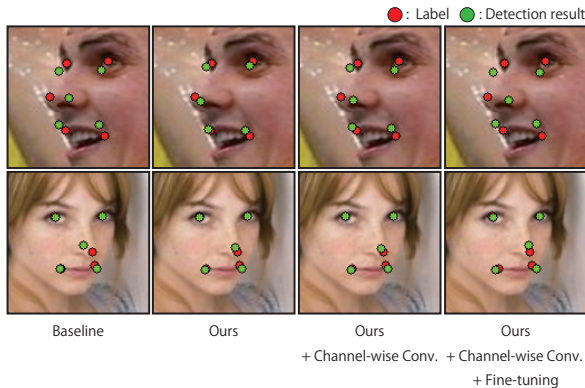 : Label : Detection result
Baseline Ours Ours Ours
+ Channel-wise Conv. + Channel-wise Conv.
+ Fine-tuning